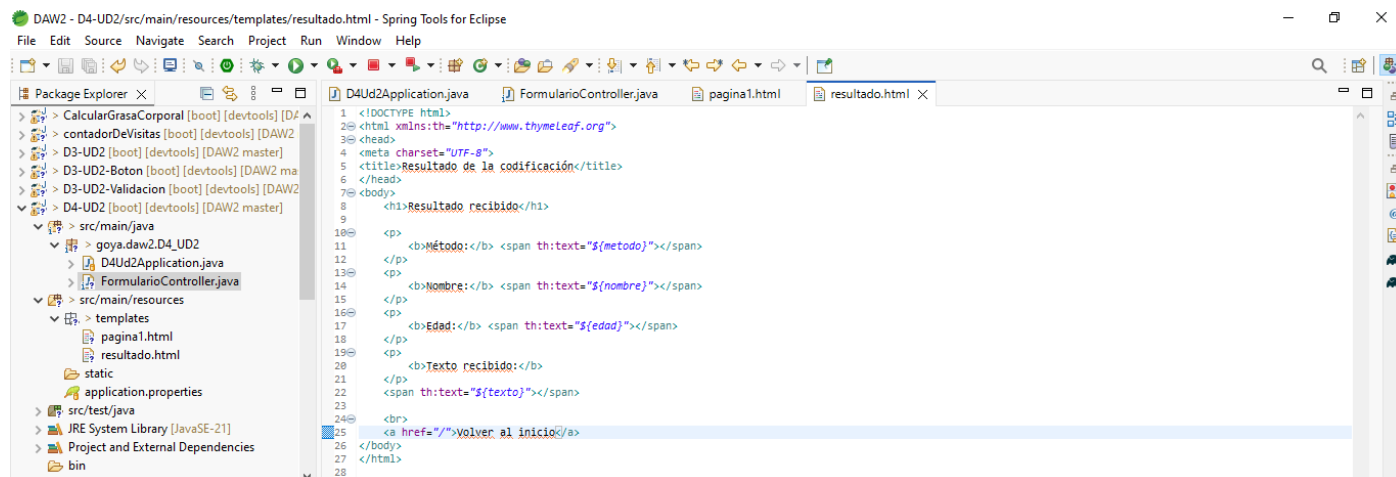 DAW2 - D4-UD2/src/main/resources/templates/resultado.html - Spring Tools for Eclipse
File Edit Source Navigate Search Project Run Window Help
Package Explorer
> CalcularGrasaCorporal [boot] [devtools] [DA
> contadorDeVisitas [boot] [devtools] [DAW2
> D3-UD2 [boot] [devtools] [DAW2 master]
> D3-UD2-Boton [boot] [devtools] [DAW2 ma
> D3-UD2-Validacion [boot] [devtools] [DAW2
> D4-UD2 [boot] [devtools] [DAW2 master]
> src/main/java
> goya.daw2.D4_UD2
D4Ud2Application.java
FormularioController.java
> src/main/resources
> templates
pagina1.html
resultado.html
static
application.properties
src/test/java
JRE System Library [JavaSE-21]
Project and External Dependencies
bin
D4Ud2Application.java FormularioController.java pagina1.html resultado.html
1 <!DOCTYPE html>
2 <html xmlns:th="http://www.thymeleaf.org">
3 <head>
4 <meta charset="UTF-8">
5 <title>Resultado de la codificación</title>
6 </head>
7 <body>
8 <h1>Resultado recibido</h1>
9
10 <p>
11 <b>Método:</b> <span th:text="${metodo}"></span>
12 </p>
13 <p>
14 <b>Nombre:</b> <span th:text="${nombre}"></span>
15 </p>
16 <p>
17 <b>Edad:</b> <span th:text="${edad}"></span>
18 </p>
19 <p>
20 <b>Texto recibido:</b>
21 </p>
22 <span th:text="${texto}"></span>
23
24 <br>
25 <a href="/">Volver al inicio</a>
26 </body>
27 </html>
28